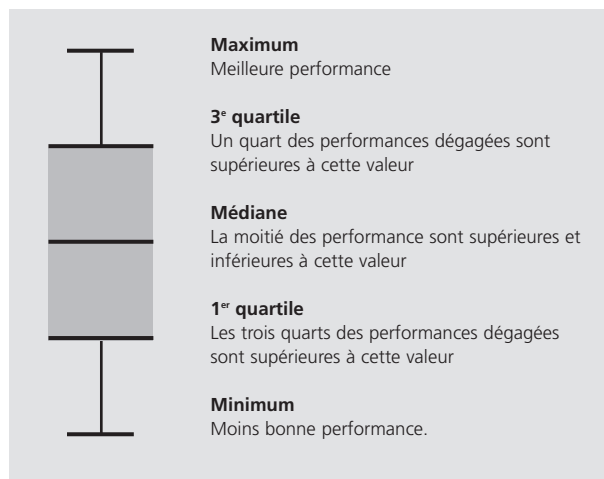 Maximum
Meilleure performance
3e quartile
Un quart des performances dégagées sont
supérieures à cette valeur
Médiane
La moitié des performance sont supérieures et
inférieures à cette valeur
1er quartile
Les trois quarts des performances dégagées
sont supérieures à cette valeur
Minimum
Moins bonne performance.